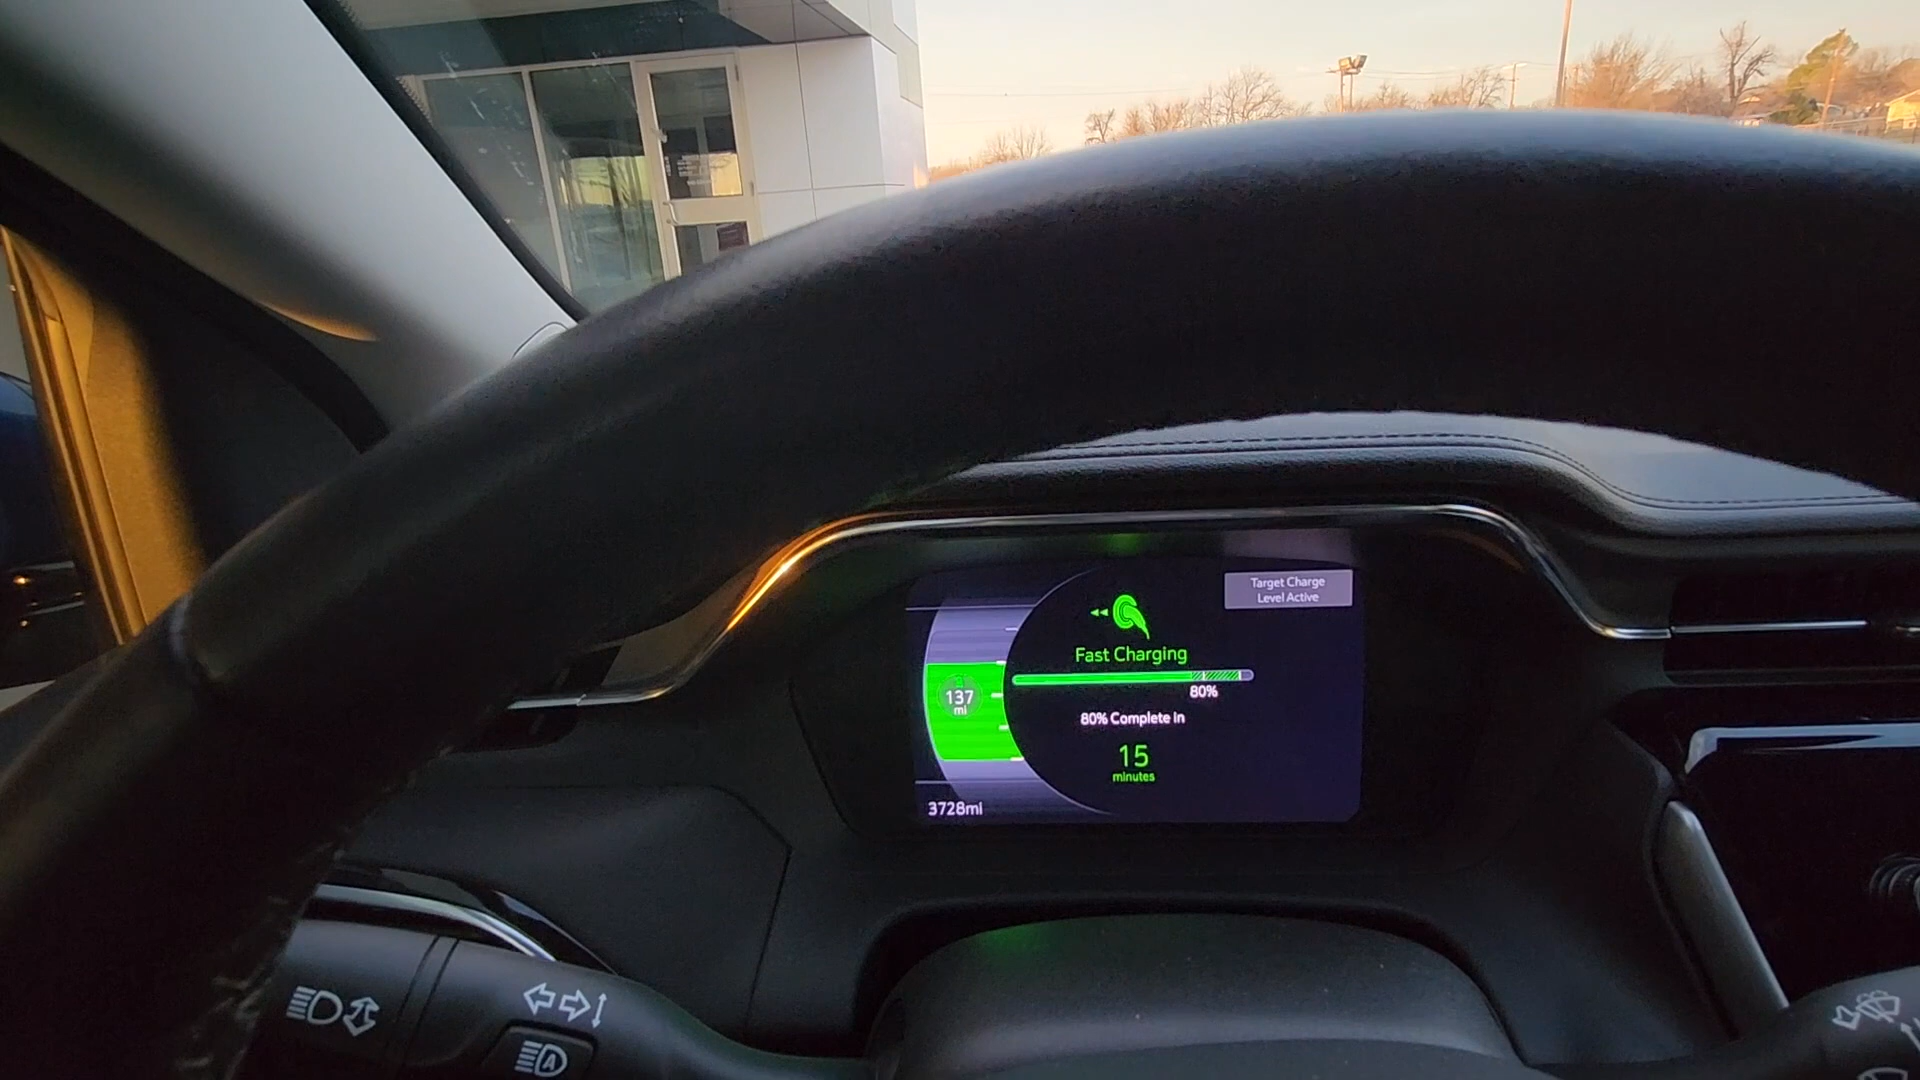 Target Charge
Level Active
Fast Charging
80%
137
mi
80% Complete in
15
minutes
3728mi
A